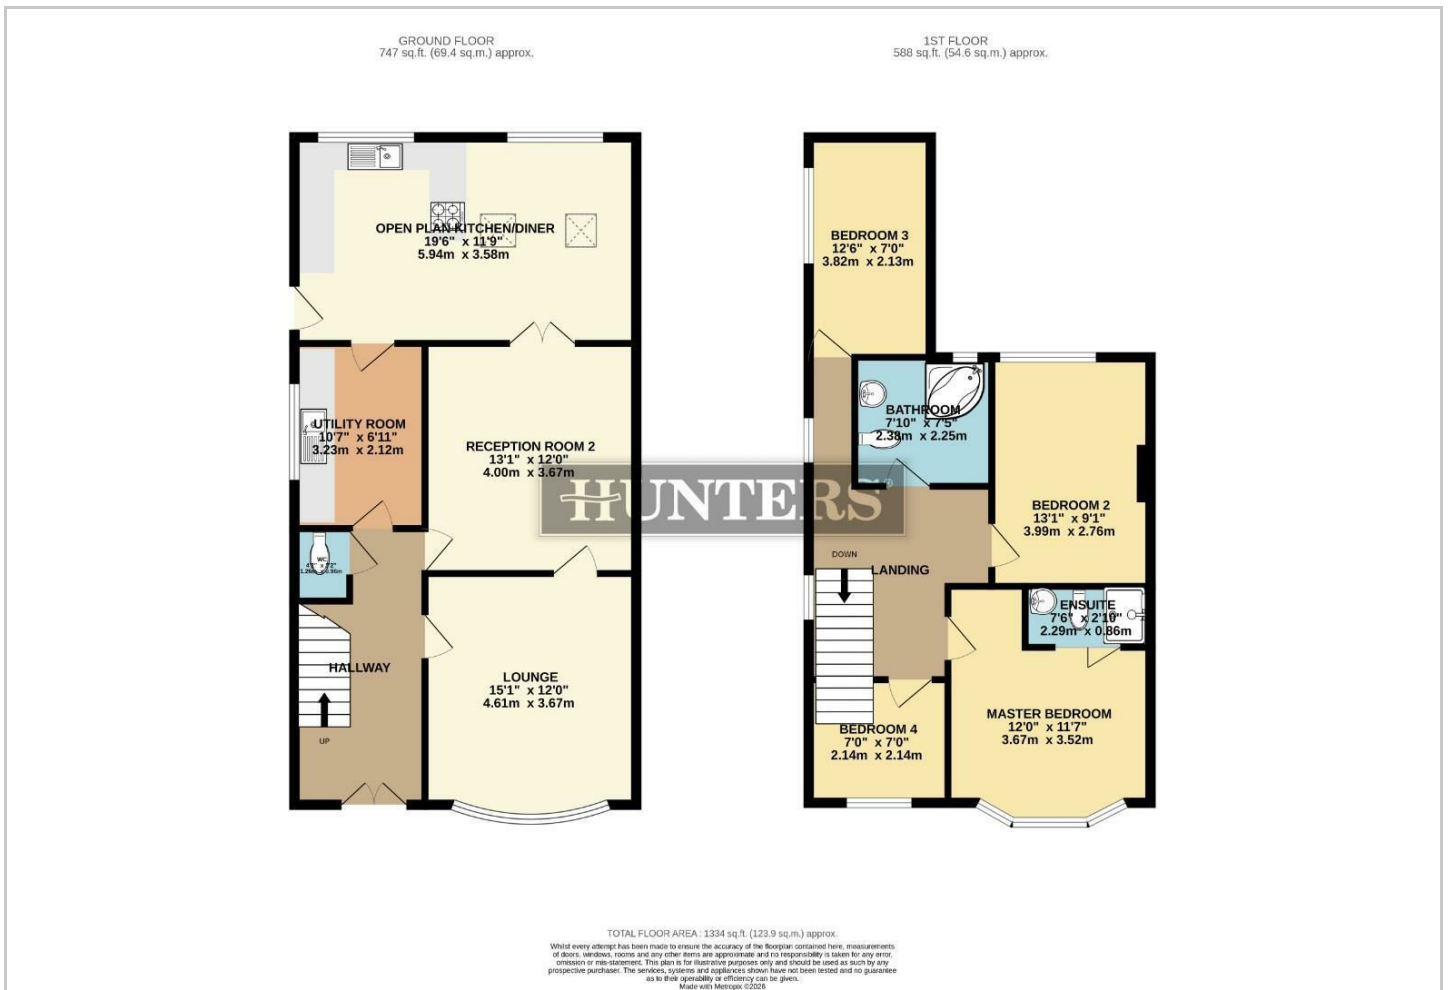 GROUND FLOOR
747 sq.ft. (69.4 sq.m.) approx.
OPEN PLAN KITCHEN/DINER
19'6" x 11'9"
5.94m x 3.58m
UTILITY ROOM
10'7" x 6'11"
3.23m x 2.12m
RECEPTION ROOM 2
13'1" x 12'0"
4.00m x 3.67m
WC
HALLWAY
UP
LOUNGE
15'1" x 12'0"
4.61m x 3.67m
HUNTERS®
1ST FLOOR
588 sq.ft. (54.6 sq.m.) approx.
BEDROOM 3
12'6" x 7'0"
3.82m x 2.13m
BATHROOM
7'10" x 7'5"
2.38m x 2.25m
BEDROOM 2
13'1" x 9'1"
3.99m x 2.76m
DOWN
LANDING
ENSUITE
7'6" x 2'10"
2.29m x 0.86m
MASTER BEDROOM
12'0" x 11'7"
3.67m x 3.52m
BEDROOM 4
7'0" x 7'0"
2.14m x 2.14m
TOTAL FLOOR AREA : 1334 sq.ft. (123.9 sq.m.) approx.
Whilst every attempt has been made to ensure the accuracy of the floorplan contained here, measurements
of doors, windows, rooms and any other items are approximate and no responsibility is taken for any error,
omission or mis-statement. This plan is for illustrative purposes only and should be used as such by any
prospective purchaser. The services, systems and appliances shown have not been tested and no guarantee
as to their operability or efficiency can be given.
Made with Metropix ©2026